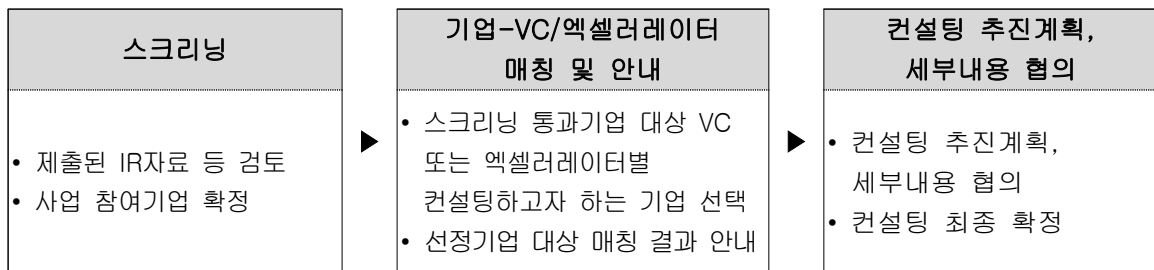 스크리닝
• 제출된 IR자료 등 검토
• 사업 참여기업 확정
▶
기업-VC/엑셀러레이터
매칭 및 안내
• 스크리닝 통과기업 대상 VC
또는 엑셀러레이터별
컨설팅하고자 하는 기업 선택
• 선정기업 대상 매칭 결과 안내
▶
컨설팅 추진계획,
세부내용 협의
• 컨설팅 추진계획,
세부내용 협의
• 컨설팅 최종 확정